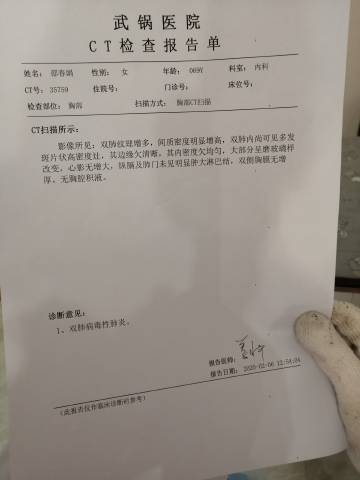 武锅医院
CT检查报告单
姓名：邵春娟 性别：女 年龄：069Y 科室：内科
CT号：35759 住院号： 门诊号： 床位号：
检查部位：胸部 扫描方式：胸部CT扫描
CT扫描所示：
影像所见：双肺纹理增多，间质密度明显增高，双肺内尚可见多发
斑片状高密度灶，其边缘欠清晰，其内密度欠均匀，大部分呈磨玻璃样
改变。心影无增大，纵膈及肺门未见明显肿大淋巴结，双侧胸膜无增
厚。无胸腔积液。
诊断意见：
1、双肺病毒性肺炎。
报告医师：
报告日期：2020-02-06 12:54:04
(此报告仅作临床诊断的参考)